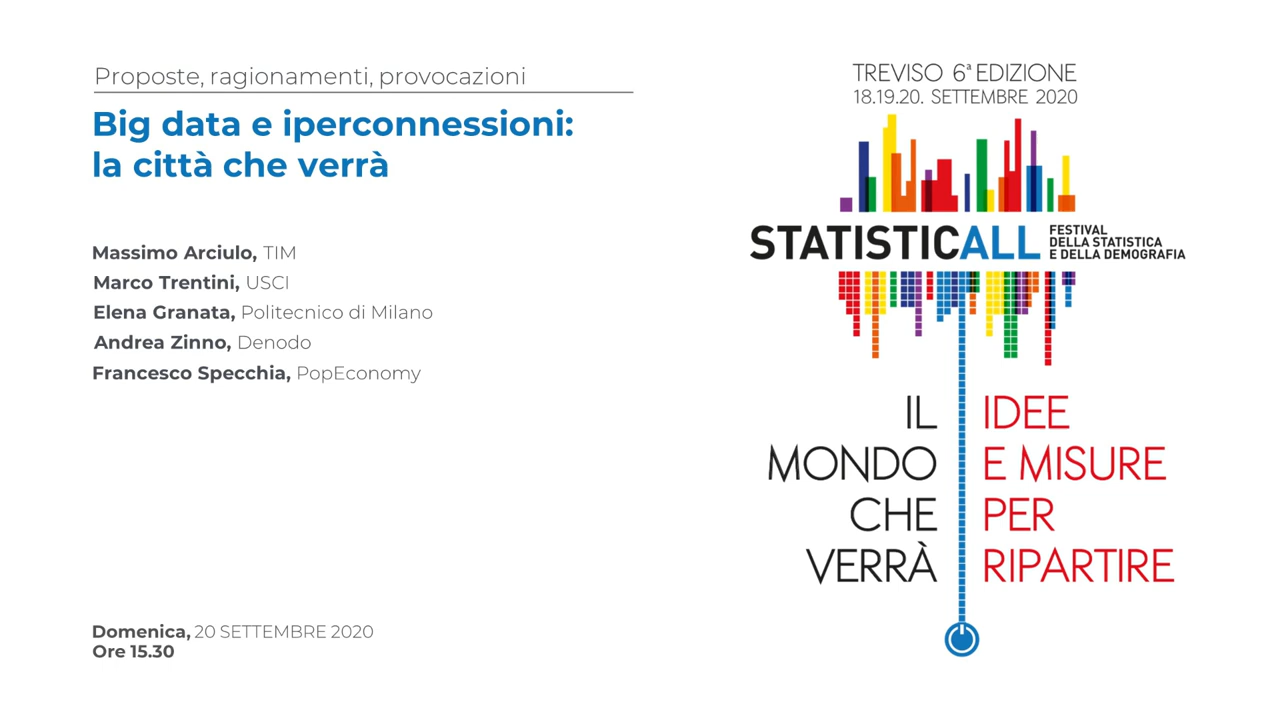 Proposte, ragionamenti, provocazioni
Big data e iperconnessioni:
la città che verrà
Massimo Arciulo, TIM
Marco Trentini, USCI
Elena Granata, Politecnico di Milano
Andrea Zinno, Denodo
Francesco Specchia, PopEconomy
Domenica, 20 SETTEMBRE 2020
Ore 15.30
TREVISO 6ª EDIZIONE
18.19.20. SETTEMBRE 2020
STATISTICALL
FESTIVAL
DELLA STATISTICA
E DELLA DEMOGRAFIA
IL
MONDO
CHE
VERRÀ
IDEE
E MISURE
PER
RIPARTIRE